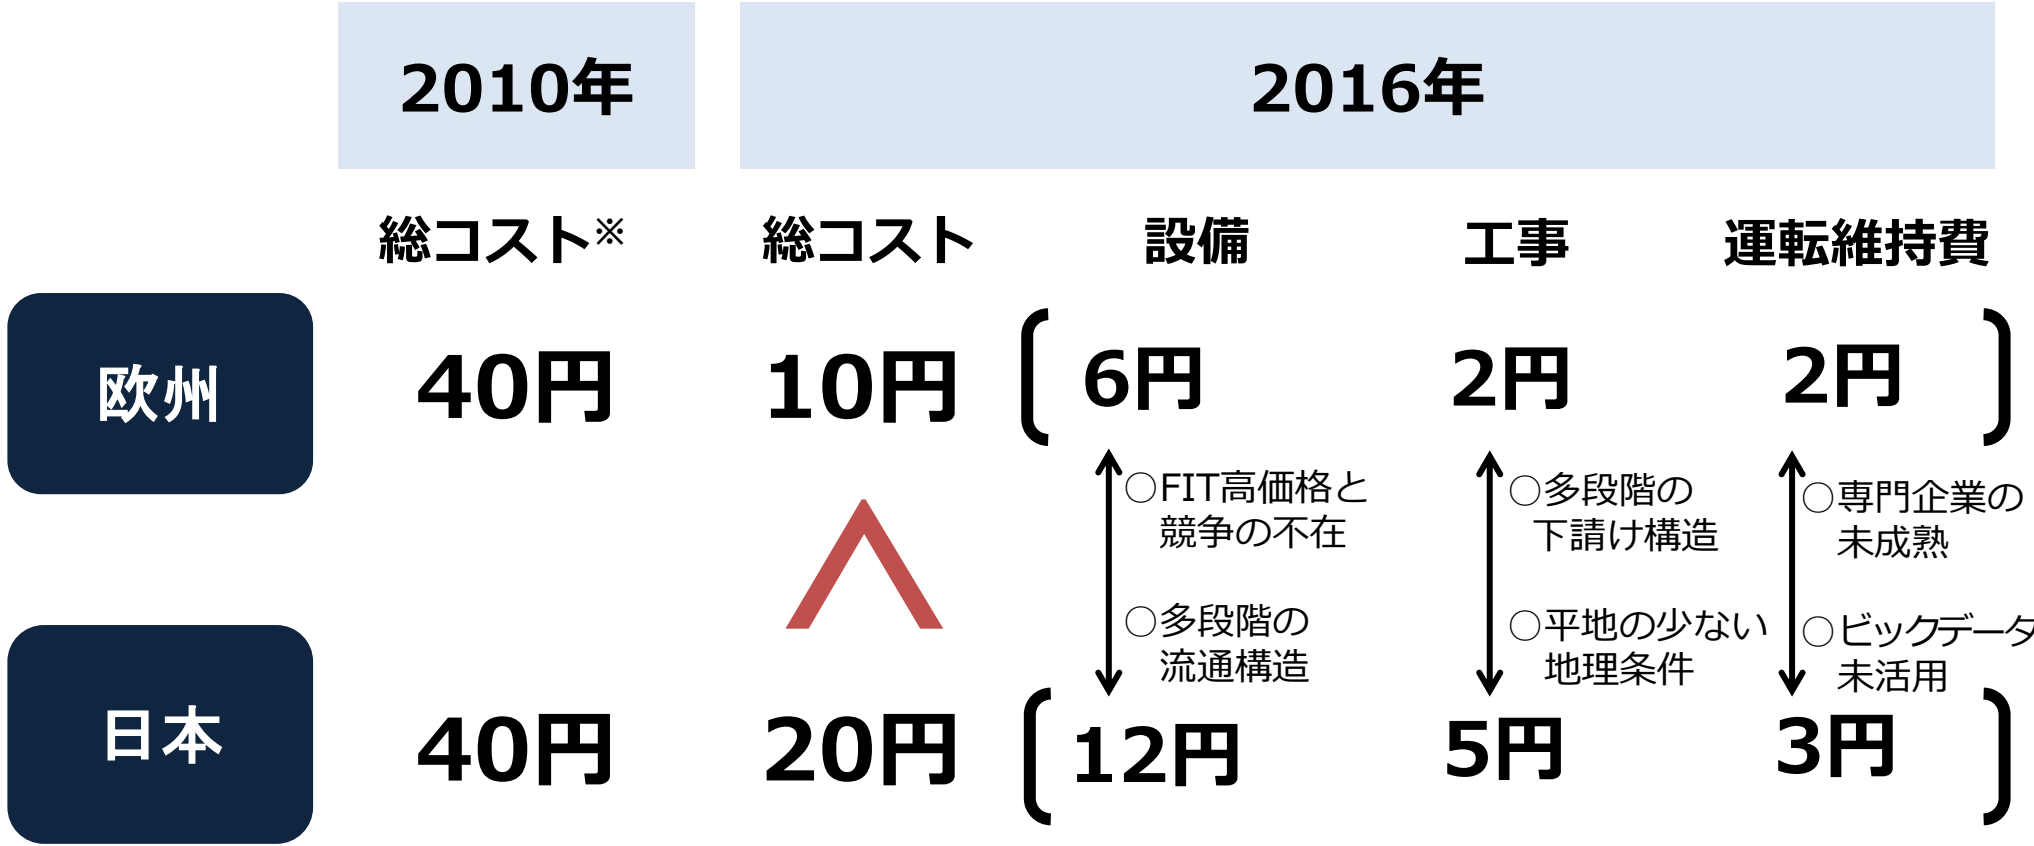 2010年
2016年
総コスト※
総コスト
設備
工事
運転維持費
欧州
40円
10円
6円
2円
2円
○FIT高価格と
競争の不在
○多段階の
流通構造
○多段階の
下請け構造
○平地の少ない
地理条件
○専門企業の
未成熟
○ビックデータ
未活用
日本
40円
20円
12円
5円
3円